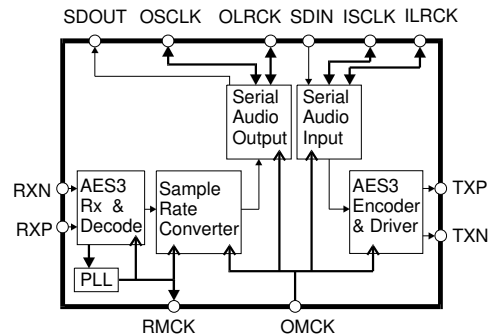 SDOUT OSCLK OLRCK SDIN ISCLK ILRCK
Serial
Audio
Output
Serial
Audio
Input
RXN
RXP
AES3
Rx &
Decode
Sample
Rate
Converter
AES3
Encoder
& Driver
TXP
TXN
PLL
RMCK OMCK